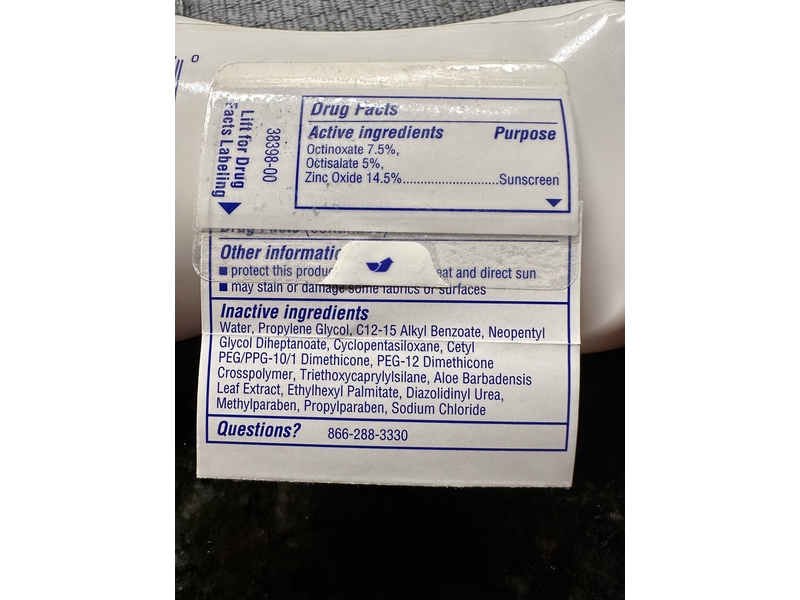 Drug Facts
Active ingredients Purpose
Octinoxate 7.5%,
Octisalate 5%,
Zinc Oxide 14.5%..............................Sunscreen
Lift for Drug
Facts Labeling
38398-00
Drug Facts (continued)
Other informatio
protect this produc eat and direct sun
may stain or damage some fabrics or surfaces
Inactive ingredients
Water, Propylene Glycol, C12-15 Alkyl Benzoate, Neopentyl
Glycol Diheptanoate, Cyclopentasiloxane, Cetyl
PEG/PPG-10/1 Dimethicone, PEG-12 Dimethicone
Crosspolymer, Triethoxycaprylylsilane, Aloe Barbadensis
Leaf Extract, Ethylhexyl Palmitate, Diazolidinyl Urea,
Methylparaben, Propylparaben, Sodium Chloride
Questions? 866-288-3330